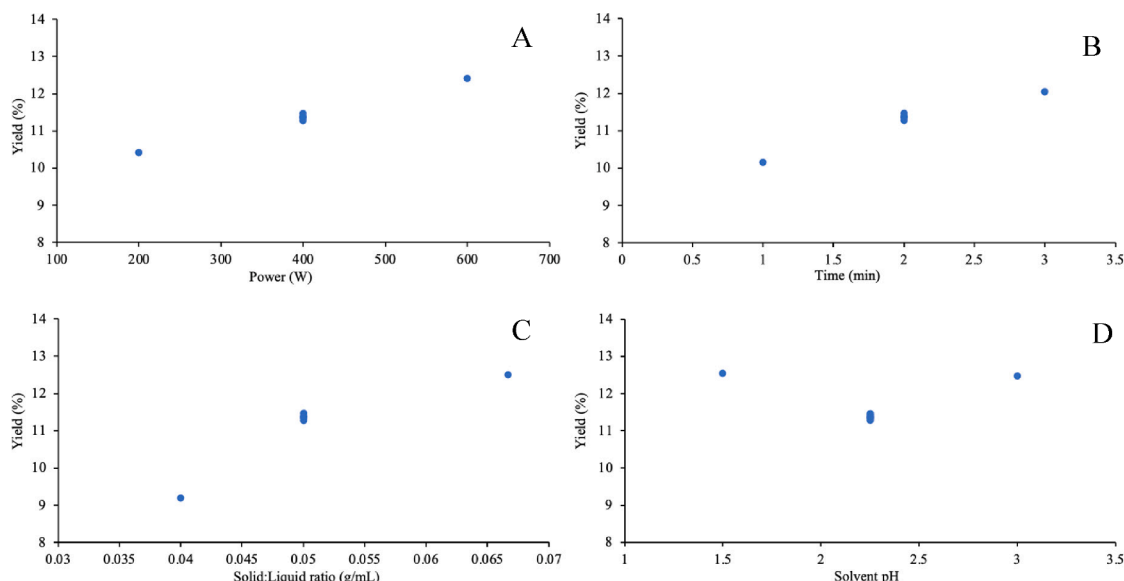 A
14
13
12
11
10
9
8
Yield (%)
100 200 300 400 500 600 700
Power (W)
B
14
13
12
11
10
9
8
Yield (%)
0 0.5 1 1.5 2 2.5 3 3.5
Time (min)
C
14
13
12
11
10
9
8
Yield (%)
0.03 0.035 0.04 0.045 0.05 0.055 0.06 0.065 0.07
Solid:Liquid ratio (g/mL)
D
14
13
12
11
10
9
8
Yield (%)
1 1.5 2 2.5 3 3.5
Solvent pH